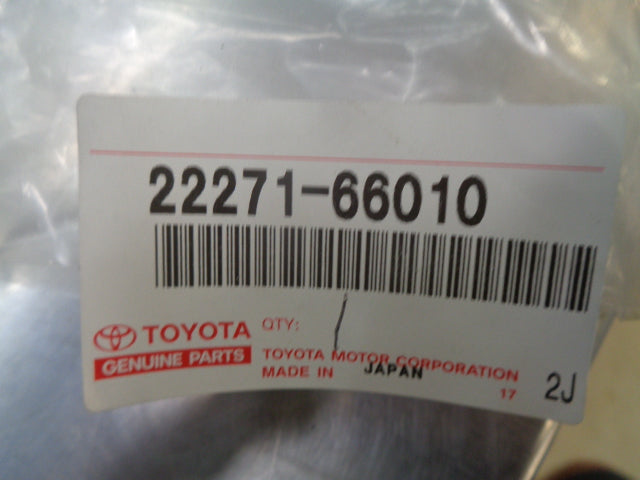 22271-66010
TOYOTA
GENUINE PARTS
QTY: 1
TOYOTA MOTOR CORPORATION
MADE IN JAPAN
17
2J